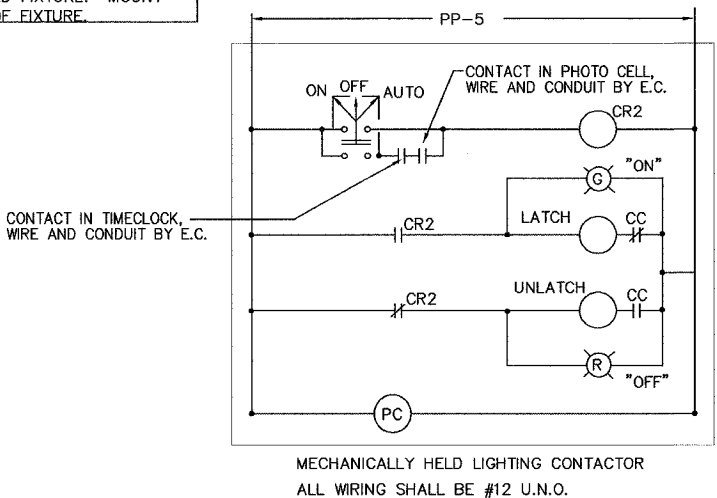 FIXTURE. MOUNT
OF FIXTURE.
PP-5
CONTACT IN PHOTO CELL,
WIRE AND CONDUIT BY E.C.
ON OFF AUTO
CR2
"ON"
G
CONTACT IN TIMECLOCK,
WIRE AND CONDUIT BY E.C.
CR2
LATCH
CC
UNLATCH
CR2
CC
R
"OFF"
PC
MECHANICALLY HELD LIGHTING CONTACTOR
ALL WIRING SHALL BE #12 U.N.O.